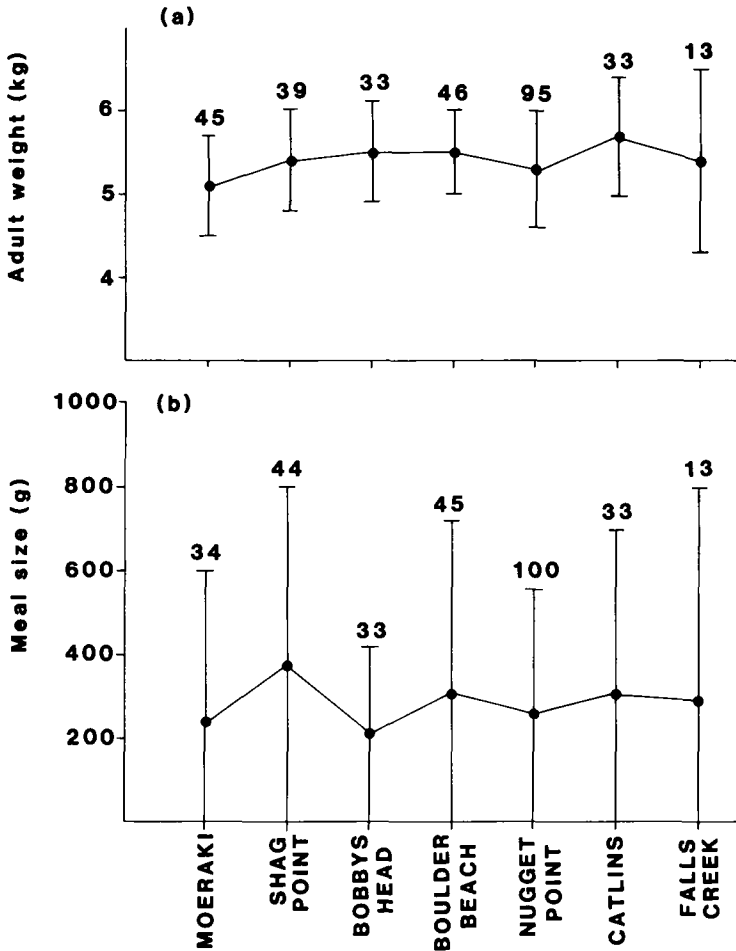 (a)
Adult weight (kg)
6
5
4
45
39
33
46
95
33
13
(b)
Meal size (g)
1000
800
600
400
200
34
44
33
45
100
33
13
MOERAKI
SHAG
POINT
BOBBYS
HEAD
BOULDER
BEACH
NUGGET
POINT
CATLINS
FALLS
CREEK